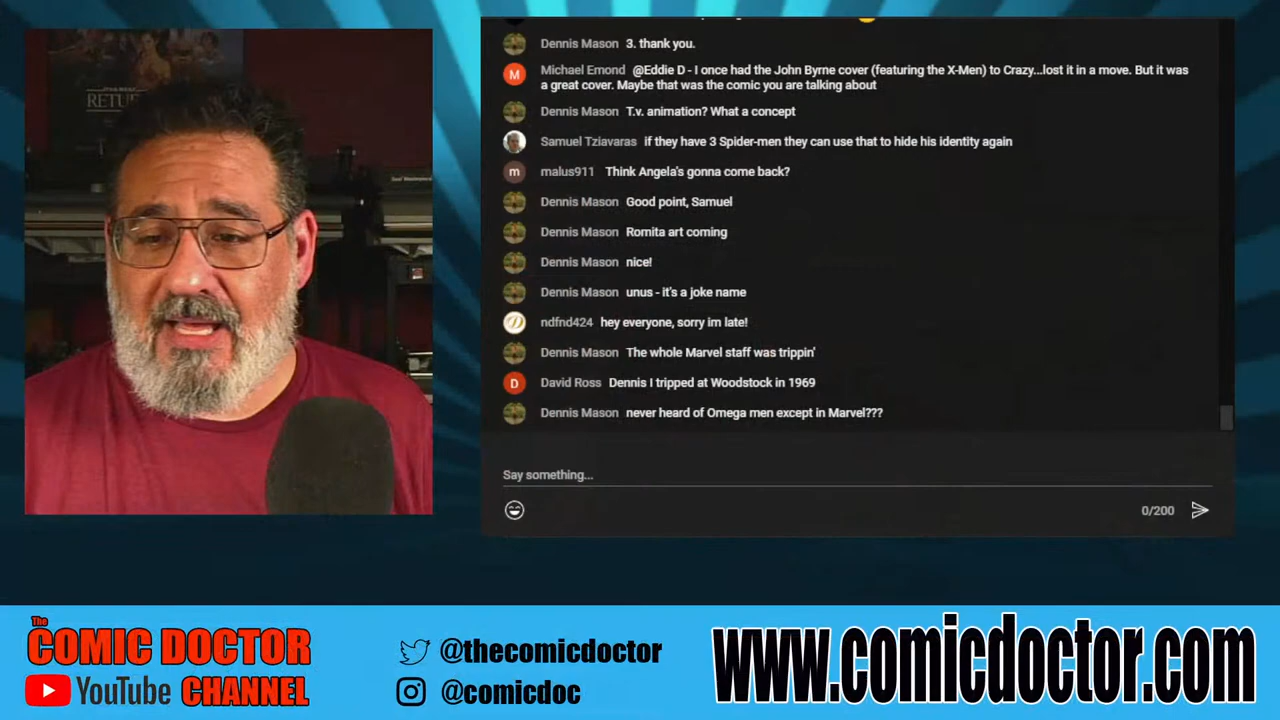 RETU
Dennis Mason 3. thank you.
M Michael Emond @Eddie D - I once had the John Byrne cover (featuring the X-Men) to Crazy...lost it in a move. But it was
a great cover. Maybe that was the comic you are talking about
Dennis Mason T.v. animation? What a concept
Samuel Tziavaras if they have 3 Spider-men they can use that to hide his identity again
m malus911 Think Angela's gonna come back?
Dennis Mason Good point, Samuel
Dennis Mason Romita art coming
Dennis Mason nice!
Dennis Mason unus - it's a joke name
ndfnd424 hey everyone, sorry im late!
Dennis Mason The whole Marvel staff was trippin'
D David Ross Dennis I tripped at Woodstock in 1969
Dennis Mason never heard of Omega men except in Marvel???
Say something...
0/200
The
COMIC DOCTOR
YouTube CHANNEL
@thecomicdoctor
@comicdoc
www.comicdoctor.com